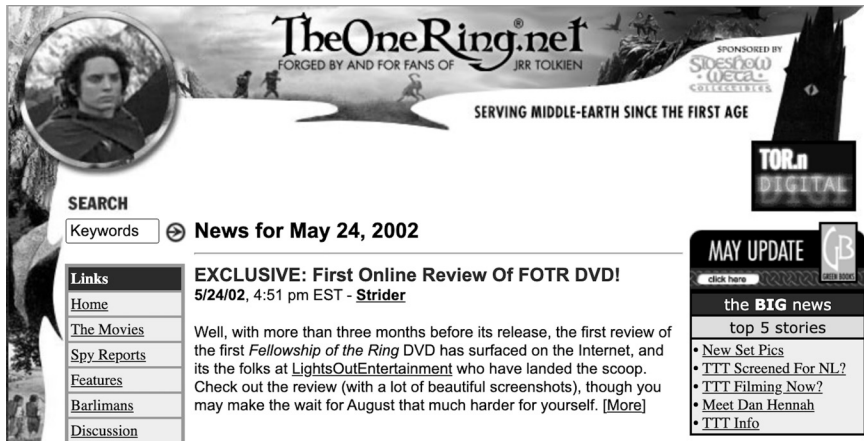 TheOneRing.net®
FORGED BY AND FOR FANS OF JRR TOLKIEN
SPONSORED BY
SIDESHOW
WETA
COLLECTIBLES
SERVING MIDDLE-EARTH SINCE THE FIRST AGE
TOR.n
DIGITAL
SEARCH
Keywords
News for May 24, 2002
MAY UPDATE
click here
GB
GREEN BOOKS
Links
Home
The Movies
Spy Reports
Features
Barlimans
Discussion
EXCLUSIVE: First Online Review Of FOTR DVD!
5/24/02, 4:51 pm EST - Strider
Well, with more than three months before its release, the first review of
the first Fellowship of the Ring DVD has surfaced on the Internet, and
its the folks at LightsOutEntertainment who have landed the scoop.
Check out the review (with a lot of beautiful screenshots), though you
may make the wait for August that much harder for yourself. [More]
the BIG news
top 5 stories
• New Set Pics
• TTT Screened For NL?
• TTT Filming Now?
• Meet Dan Hennah
• TTT Info